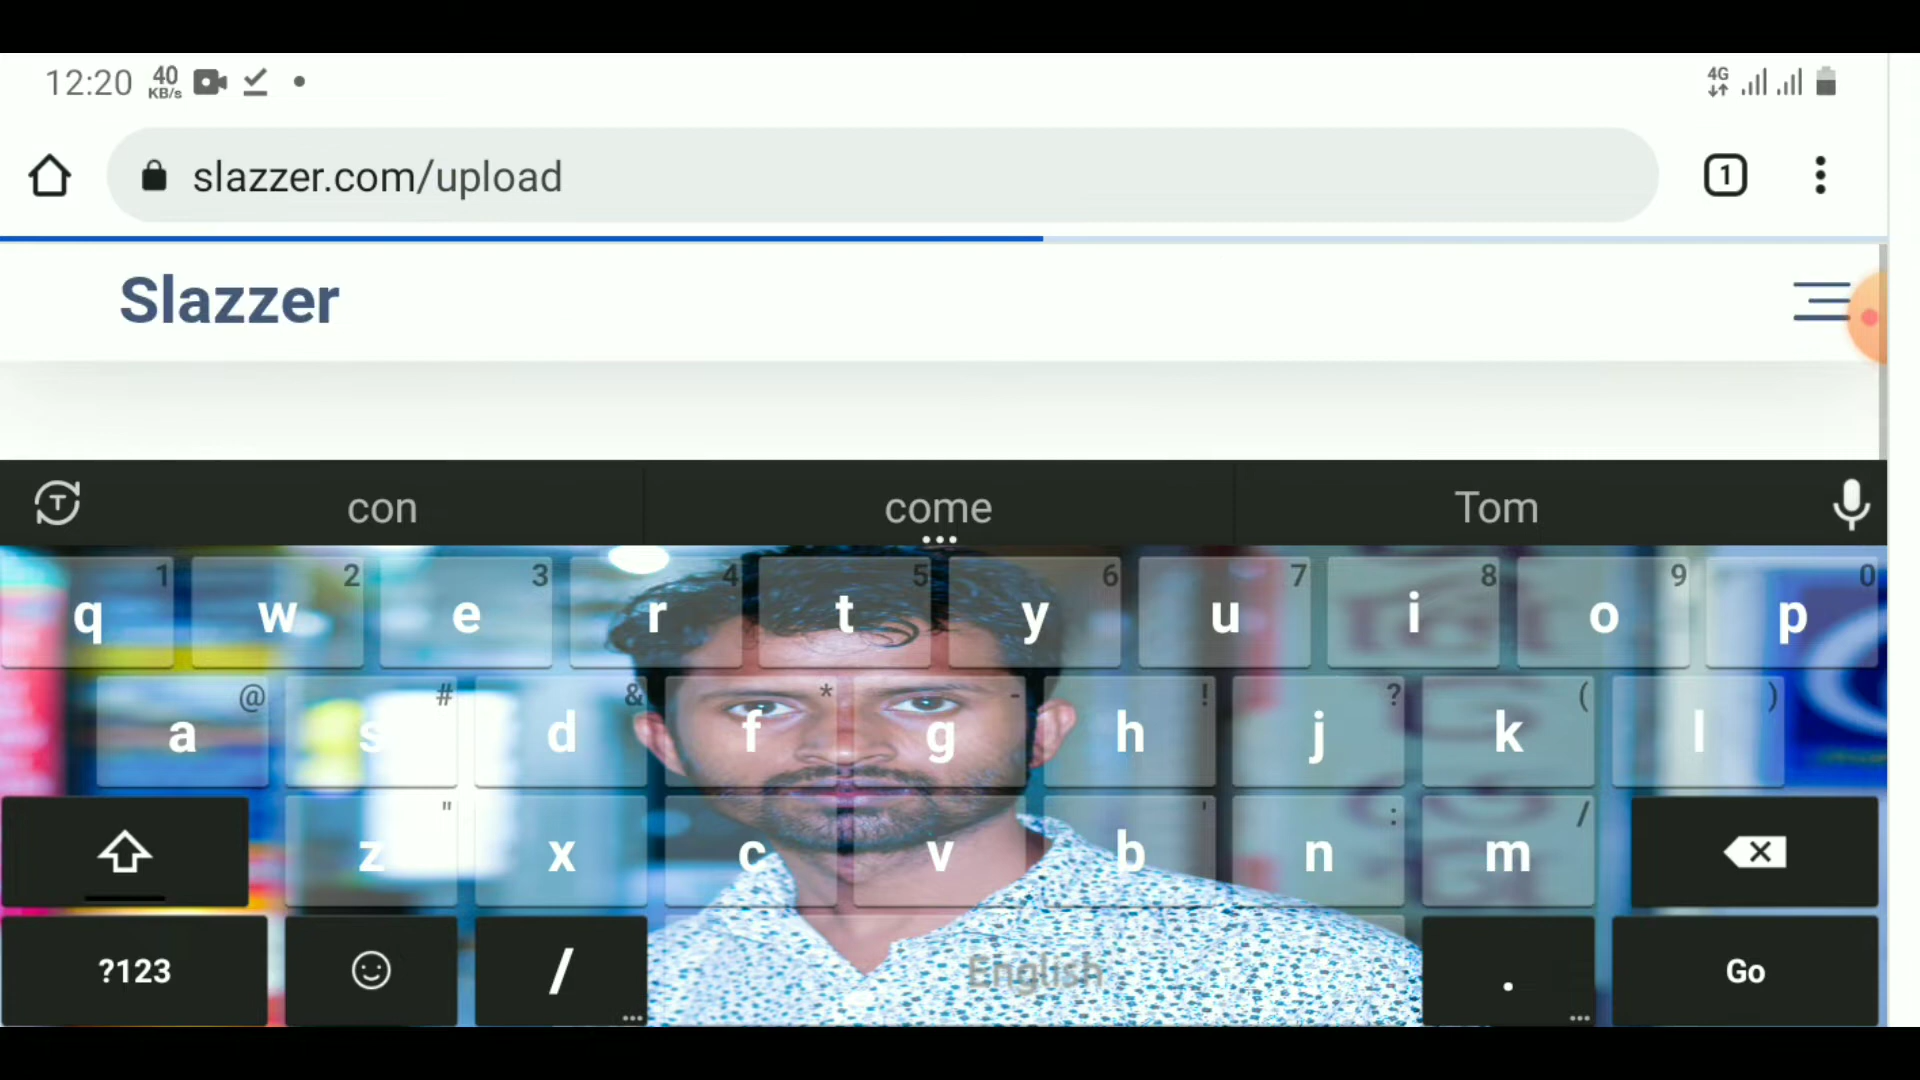 12:20 40 KB/s 4G
slazzer.com/upload 1
Slazzer
con come Tom
1 2 3 4 5 6 7 8 9 0
q w e r t y u i o p
@ # & * - ! ? ( )
a s d f g h j k l
" ' : /
z x c v b n m
?123 / English . Go